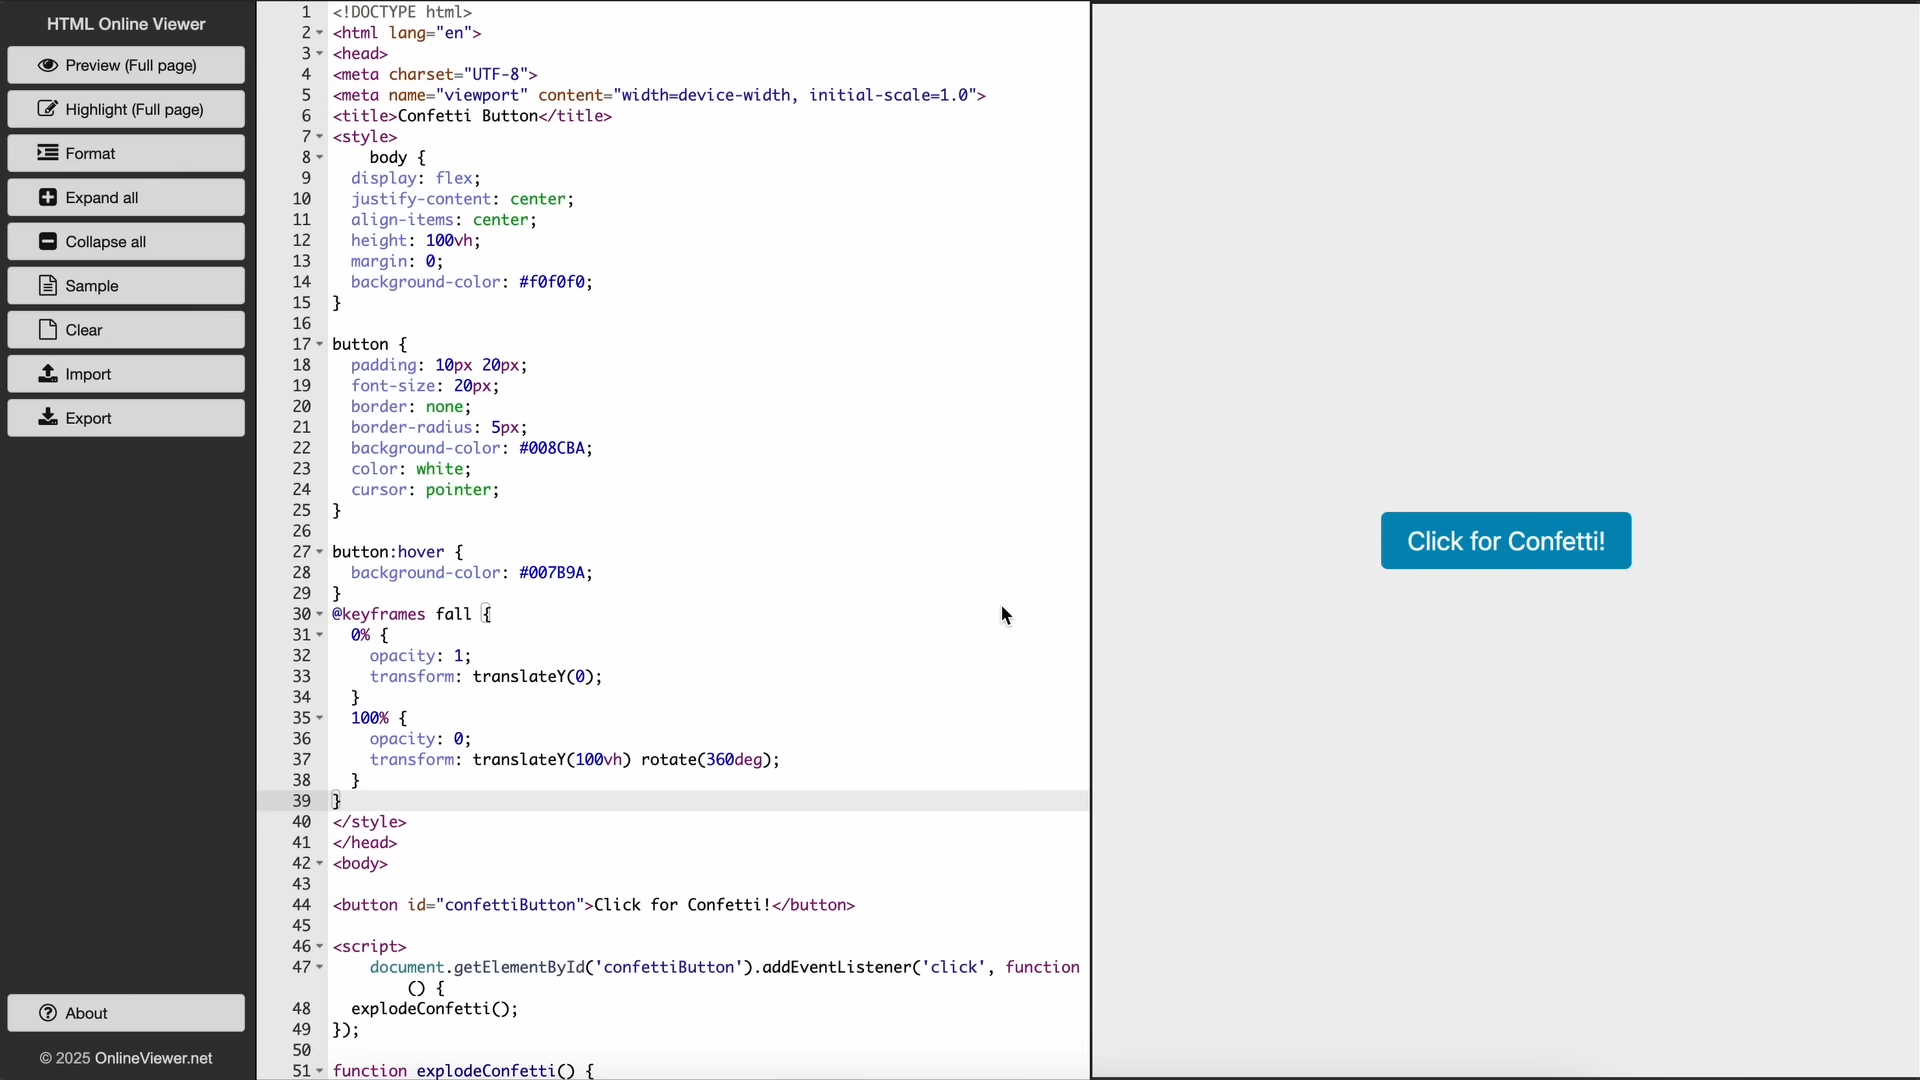 HTML Online Viewer
Preview (Full page)
Highlight (Full page)
Format
Expand all
Collapse all
Sample
Clear
Import
Export
About
© 2025 OnlineViewer.net
1 <!DOCTYPE html>
2 <html lang="en">
3 <head>
4 <meta charset="UTF-8">
5 <meta name="viewport" content="width=device-width, initial-scale=1.0">
6 <title>Confetti Button</title>
7 <style>
8     body {
9   display: flex;
10   justify-content: center;
11   align-items: center;
12   height: 100vh;
13   margin: 0;
14   background-color: #f0f0f0;
15 }
16
17 button {
18   padding: 10px 20px;
19   font-size: 20px;
20   border: none;
21   border-radius: 5px;
22   background-color: #008CBA;
23   color: white;
24   cursor: pointer;
25 }
26
27 button:hover {
28   background-color: #007B9A;
29 }
30 @keyframes fall {
31   0% {
32     opacity: 1;
33     transform: translateY(0);
34   }
35   100% {
36     opacity: 0;
37     transform: translateY(100vh) rotate(360deg);
38   }
39 }
40 </style>
41 </head>
42 <body>
43
44 <button id="confettiButton">Click for Confetti!</button>
45
46 <script>
47     document.getElementById('confettiButton').addEventListener('click', function
() {
48   explodeConfetti();
49 });
50
51 function explodeConfetti() {
Click for Confetti!